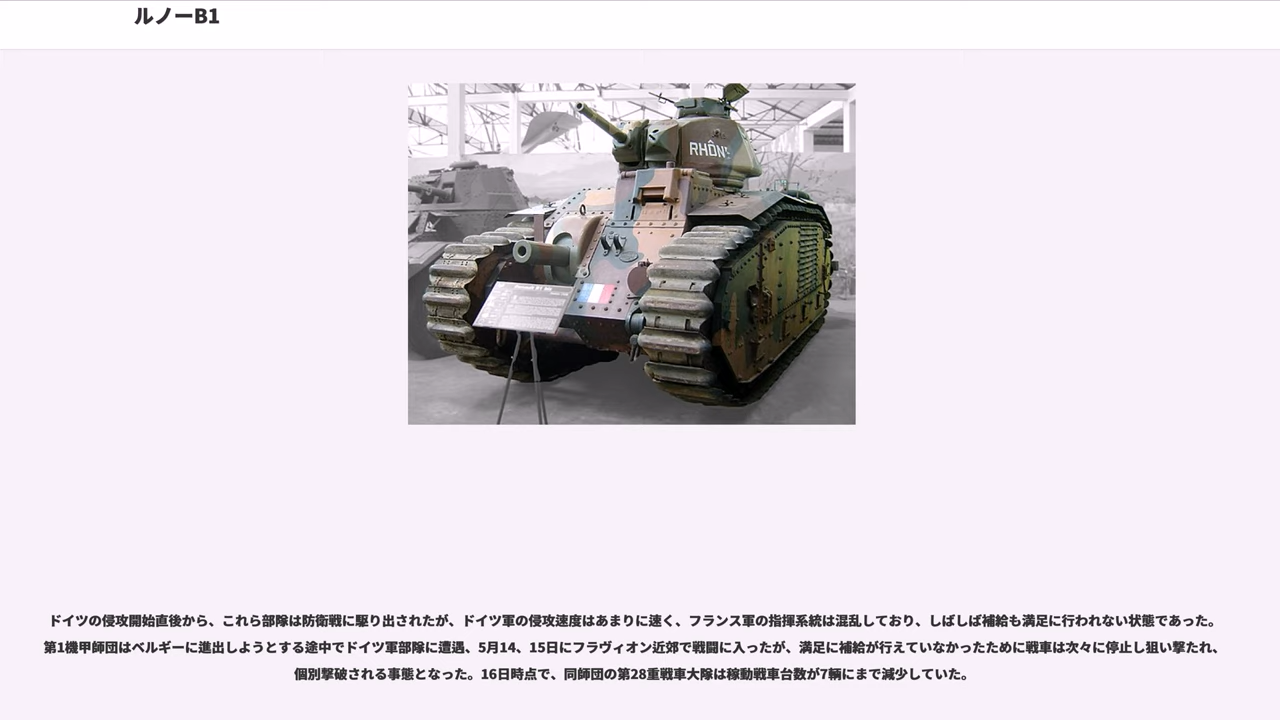 ルノーB1
RHÔN
ドイツの侵攻開始直後から、これら部隊は防衛戦に駆り出されたが、ドイツ軍の侵攻速度はあまりに速く、フランス軍の指揮系統は混乱しており、しばしば補給も満足に行われない状態であった。
第1機甲師団はベルギーに進出しようとする途中でドイツ軍部隊に遭遇、5月14、15日にフラヴィオン近郊で戦闘に入ったが、満足に補給が行えていなかったために戦車は次々に停止し狙い撃たれ、
個別撃破される事態となった。16日時点で、同師団の第28重戦車大隊は稼動戦車台数が7輌にまで減少していた。